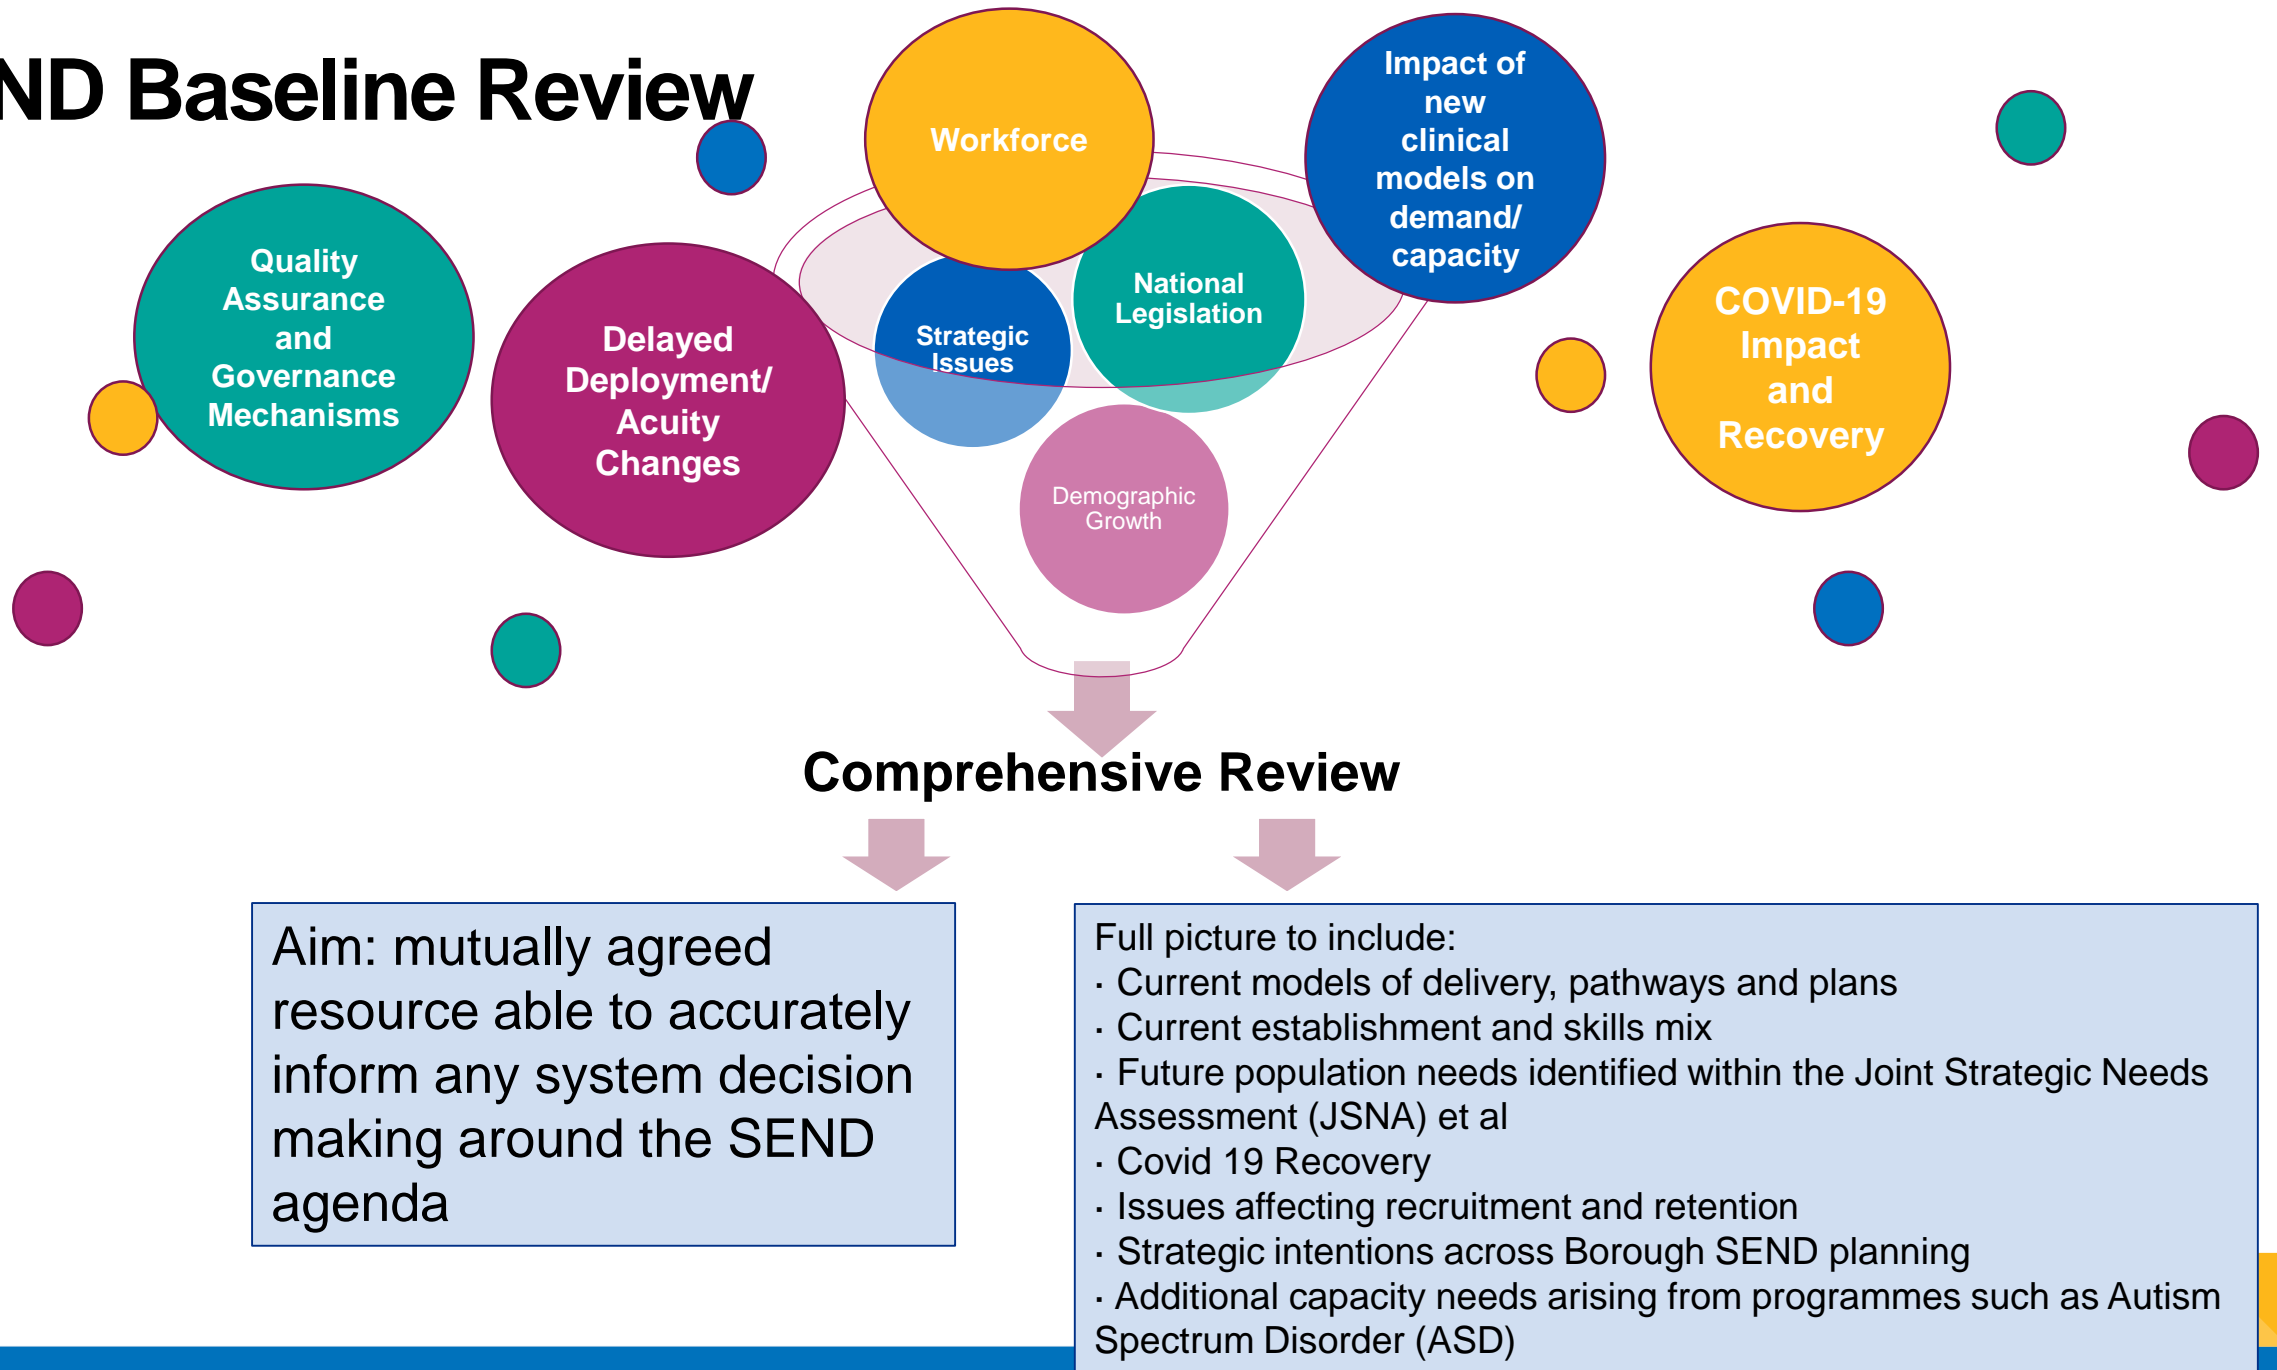 ND Baseline Review
Workforce
Impact of
new
clinical
models on
demand/
capacity
Quality
Assurance
and
Governance
Mechanisms
Delayed
Deployment/
Acuity
Changes
Strategic
Issues
National
Legislation
COVID-19
Impact
and
Recovery
Demographic
Growth
Comprehensive Review
Aim: mutually agreed
resource able to accurately
inform any system decision
making around the SEND
agenda
Full picture to include:
· Current models of delivery, pathways and plans
· Current establishment and skills mix
· Future population needs identified within the Joint Strategic Needs
Assessment (JSNA) et al
· Covid 19 Recovery
· Issues affecting recruitment and retention
· Strategic intentions across Borough SEND planning
· Additional capacity needs arising from programmes such as Autism
Spectrum Disorder (ASD)